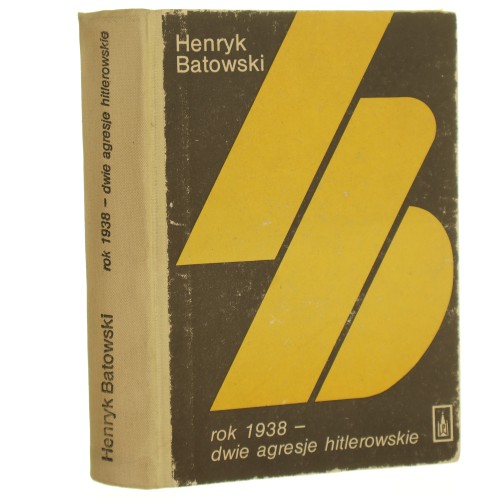 Henryk
Batowski
rok 1938 –
dwie agresje hitlerowskie
Henryk Batowski rok 1938 – dwie agresje hitlerowskie